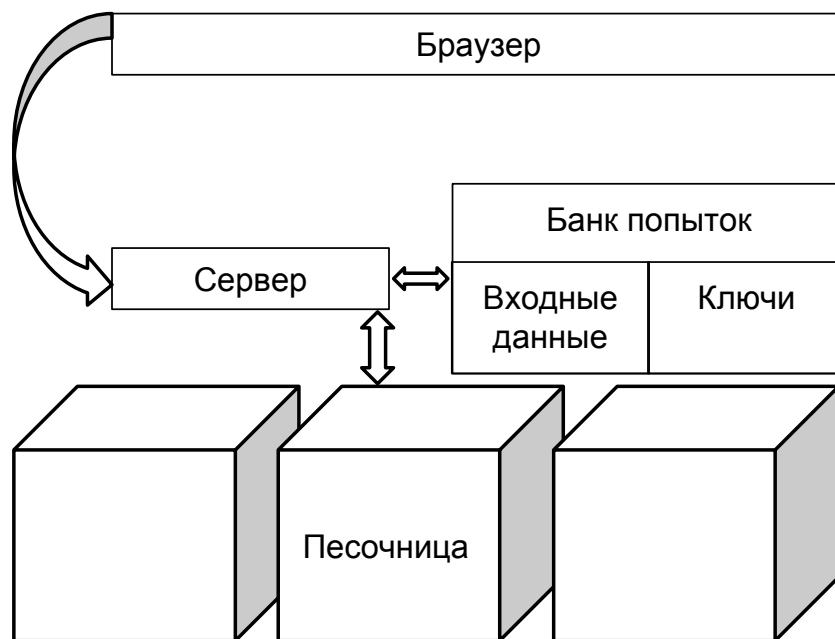 Браузер
Банк попыток
Сервер
Входные
данные
Ключи
Песочница